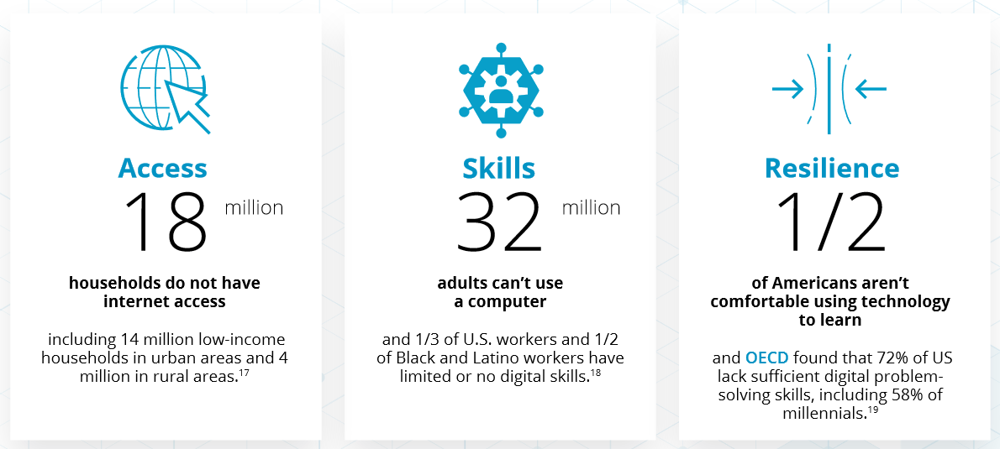 Access
18 million
households do not have
internet access
including 14 million low-income
households in urban areas and 4
million in rural areas.17
Skills
32 million
adults can’t use
a computer
and 1/3 of U.S. workers and 1/2
of Black and Latino workers have
limited or no digital skills.18
Resilience
1/2
of Americans aren’t
comfortable using technology
to learn
and OECD found that 72% of US
lack sufficient digital problem-
solving skills, including 58% of
millennials.19